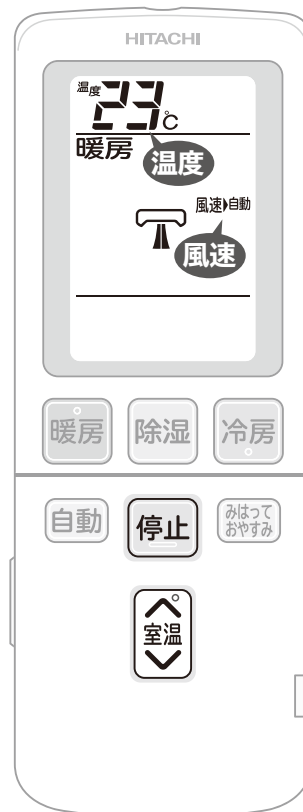 HITACHI
温度
23℃
暖房
温度
風速▶自動
風速
暖房
除湿
冷房
自動
停止
みはって
おやすみ
室温